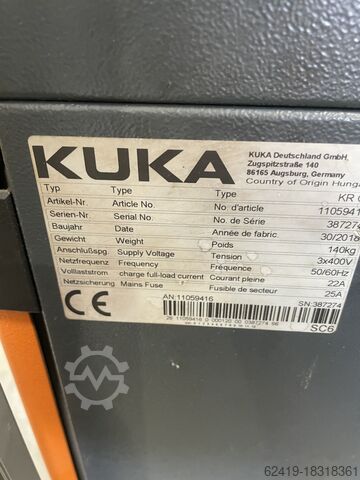 KUKA
KUKA Deutschland GmbH,
Zugspitzstraße 140
86165 Augsburg, Germany
Country of Origin Hung
Typ Type Type KR
Artikel-Nr. Article No. No. d'article 1105941
Serien-Nr. Serial No. No. de Série 38727
Baujahr Date Année de fabric. 30/201
Gewicht Weight Poids 140kg
Anschlußspg. Supply Voltage Tension 3x400V
Netzfrequenz Frequency Fréquence 50/60Hz
Volllaststrom charge full-load current Courant pleine 22A
Netzsicherung Mains Fuse Fusible de secteur 25A
CE
AN:11059416 SN:387274
SC6
62419-18318361